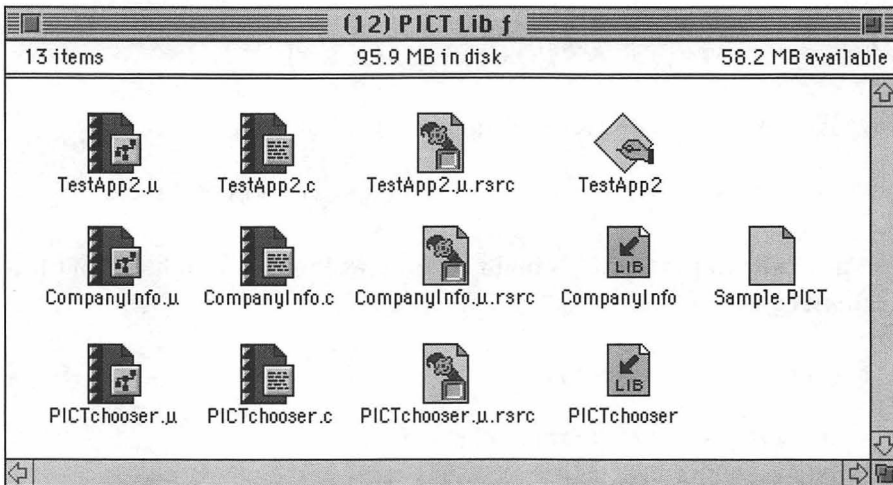 (12) PICT Lib ƒ
13 items 95.9 MB in disk 58.2 MB available
TestApp2.µ TestApp2.c TestApp2.µ.rsrc TestApp2
LIB
CompanyInfo.µ CompanyInfo.c CompanyInfo.µ.rsrc CompanyInfo Sample.PICT
LIB
PICTchooser.µ PICTchooser.c PICTchooser.µ.rsrc PICTchooser